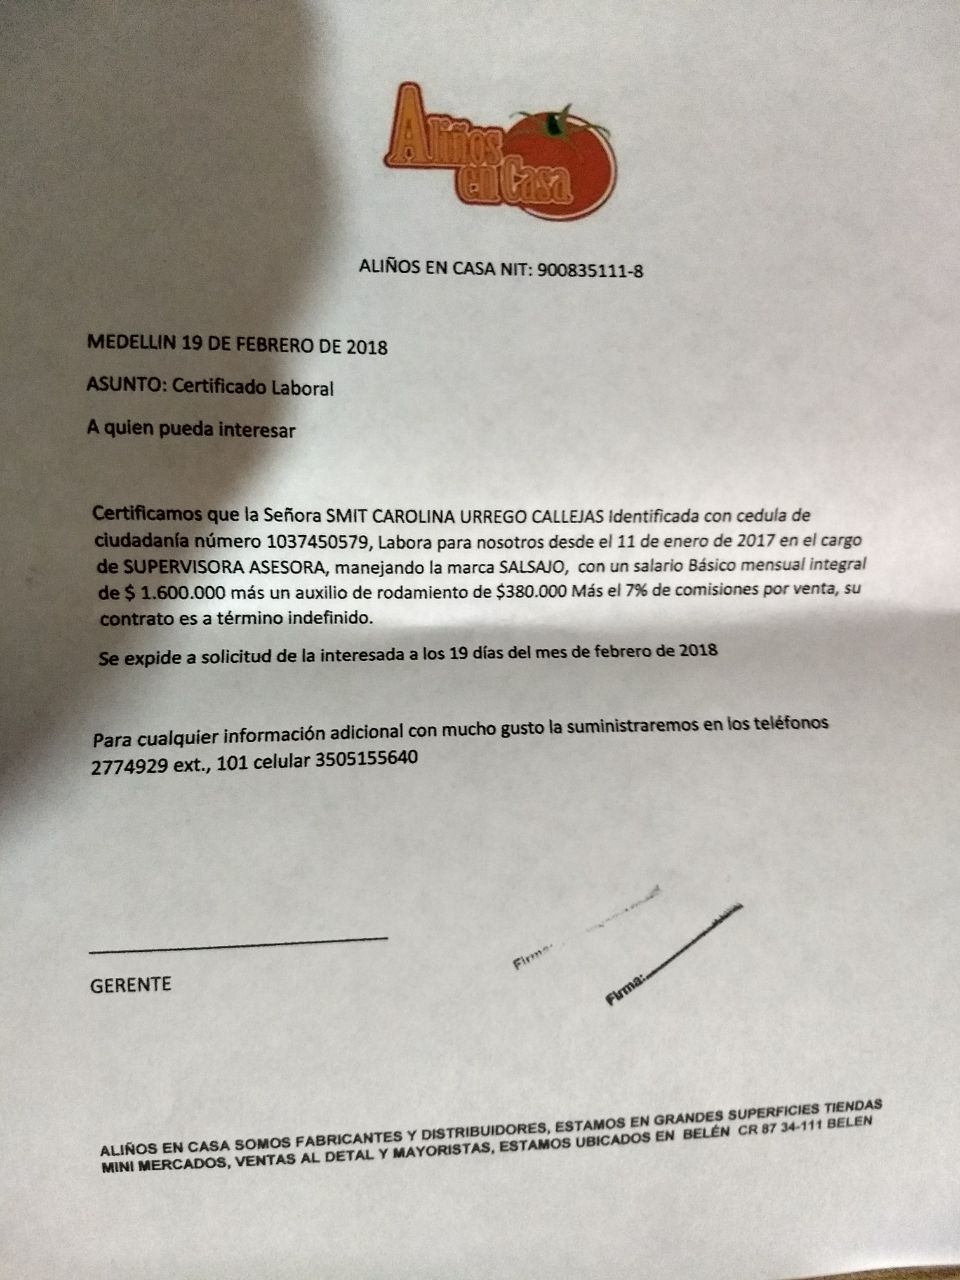 Aliños
en Casa
ALIÑOS EN CASA NIT: 900835111-8
MEDELLIN 19 DE FEBRERO DE 2018
ASUNTO: Certificado Laboral
A quien pueda interesar
Certificamos que la Señora SMIT CAROLINA URREGO CALLEJAS Identificada con cedula de
ciudadanía número 1037450579, Labora para nosotros desde el 11 de enero de 2017 en el cargo
de SUPERVISORA ASESORA, manejando la marca SALSAJO, con un salario Básico mensual integral
de $ 1.600.000 más un auxilio de rodamiento de $380.000 Más el 7% de comisiones por venta, su
contrato es a término indefinido.
Se expide a solicitud de la interesada a los 19 días del mes de febrero de 2018
Para cualquier información adicional con mucho gusto la suministraremos en los teléfonos
2774929 ext., 101 celular 3505155640
GERENTE
Firma:
Firma:
ALIÑOS EN CASA SOMOS FABRICANTES Y DISTRIBUIDORES, ESTAMOS EN GRANDES SUPERFICIES TIENDAS
MINI MERCADOS, VENTAS AL DETAL Y MAYORISTAS, ESTAMOS UBICADOS EN BELÉN CR 87 34-111 BELEN